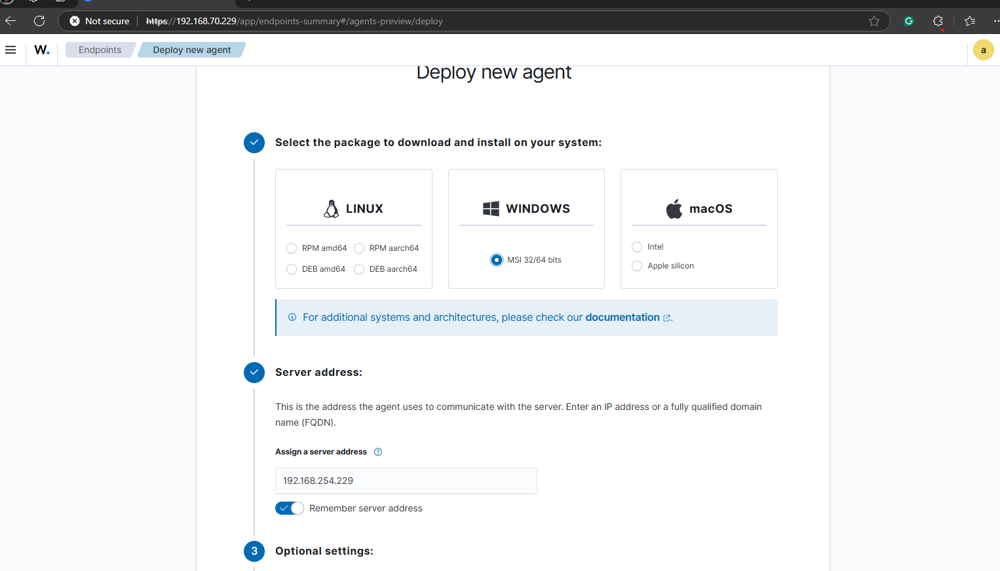 Not secure https://192.168.70.229/app/endpoints-summary#/agents-preview/deploy
W. Endpoints Deploy new agent a
Deploy new agent
Select the package to download and install on your system:
LINUX WINDOWS macOS
RPM amd64 RPM aarch64 MSI 32/64 bits Intel
DEB amd64 DEB aarch64 Apple silicon
For additional systems and architectures, please check our documentation.
Server address:
This is the address the agent uses to communicate with the server. Enter an IP address or a fully qualified domain
name (FQDN).
Assign a server address
192.168.254.229
Remember server address
3 Optional settings: